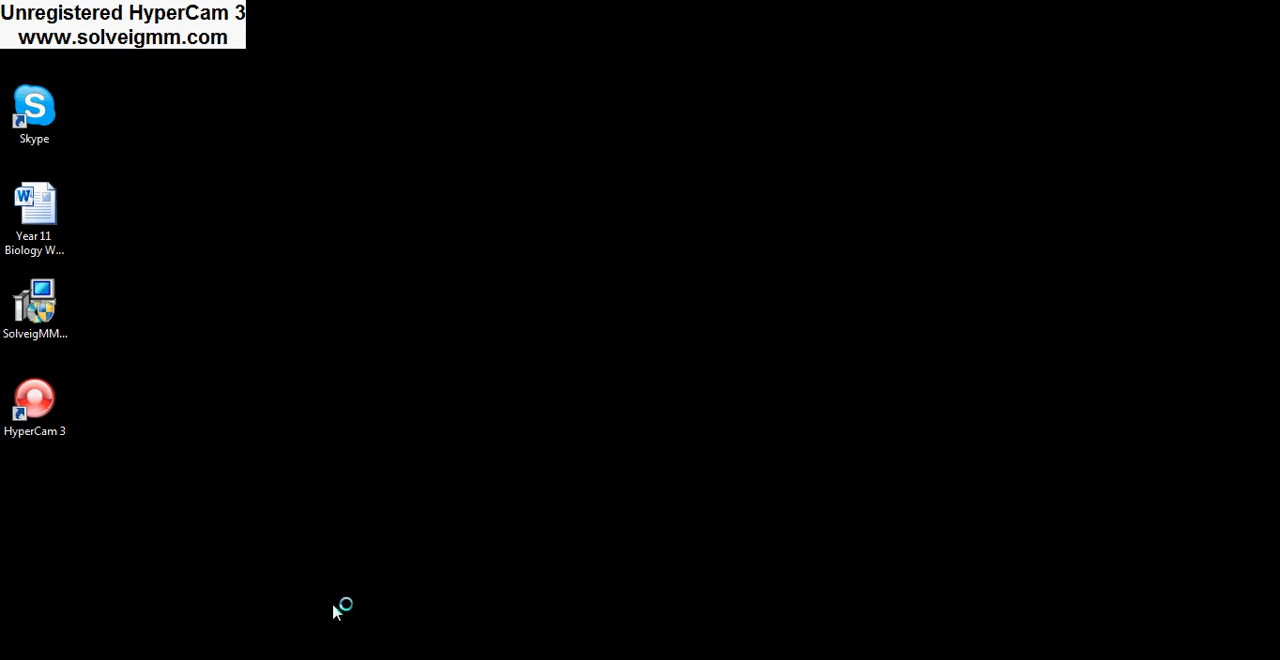 Unregistered HyperCam 3
www.solveigmm.com
S
Skype
W
Year 11
Biology W...
SolveigMM...
HyperCam 3